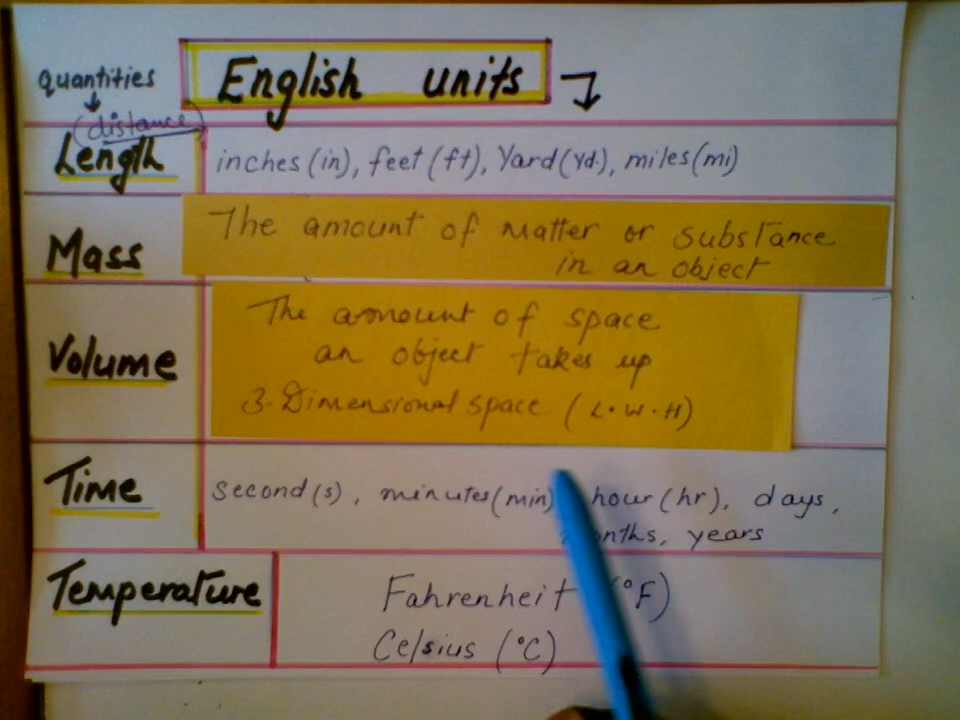 English units
quantities
(distance)
Length
inches(in), feet(ft), Yard(yd.), miles(mi)
Mass
The amount of matter or substance
in an object
Volume
The amount of space
an object takes up
3-Dimensional space (L.W.H)
Time
second(s), minutes(min) hour(hr), days,
years
Temperature
Fahrenheit (°F)
Celsius (°C)